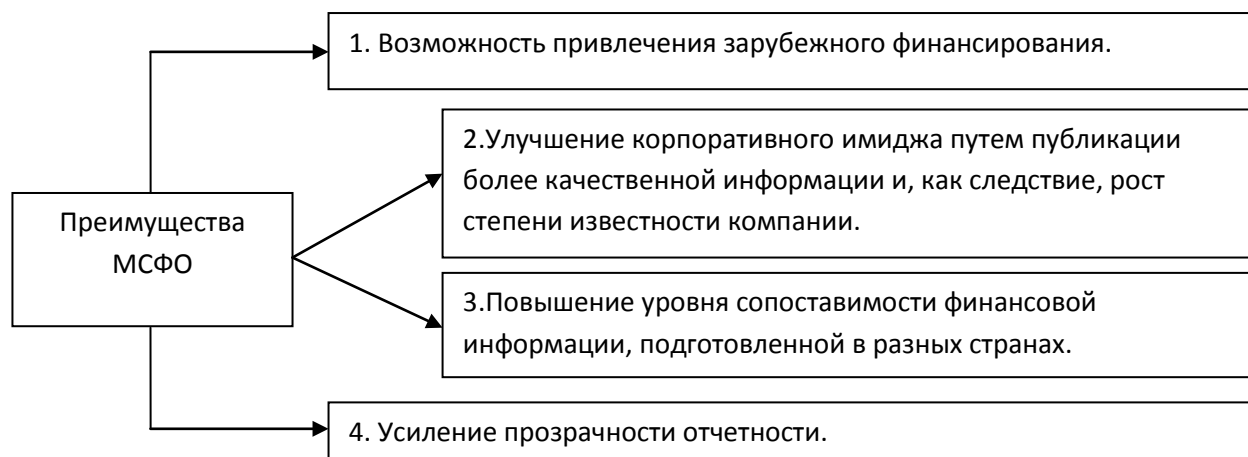 1. Возможность привлечения зарубежного финансирования.
2.Улучшение корпоративного имиджа путем публикации
более качественной информации и, как следствие, рост
степени известности компании.
Преимущества
МСФО
3.Повышение уровня сопоставимости финансовой
информации, подготовленной в разных странах.
4. Усиление прозрачности отчетности.